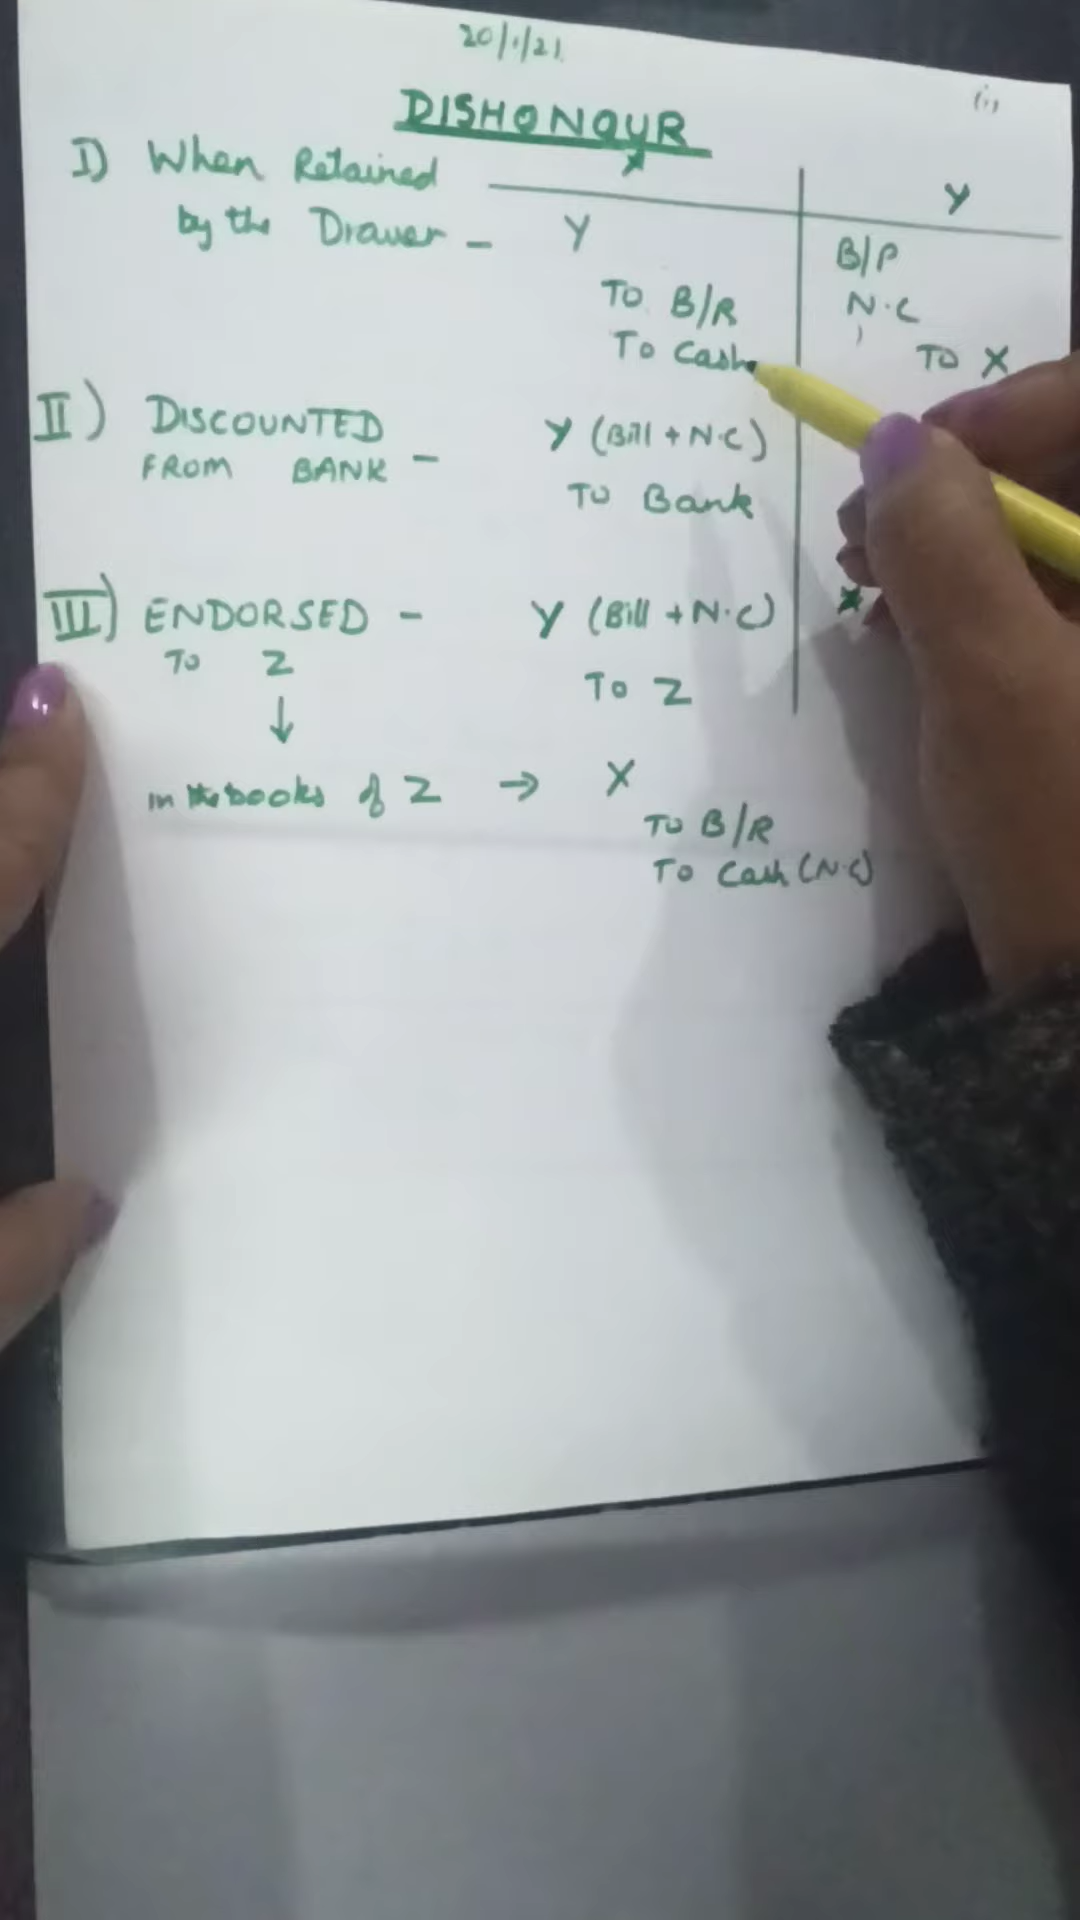 20/1/21
(1)
DISHONOUR
I) When Retained
by the Drawer -
X
Y
Y
To B/R
To Cash
B/P
N.C
To X
II) DISCOUNTED
FROM BANK -
Y (Bill + N.C)
To Bank
III) ENDORSED -
To Z
↓
Y (Bill + N.C)
To Z
in the books of Z → X
To B/R
To Cash (N.C)